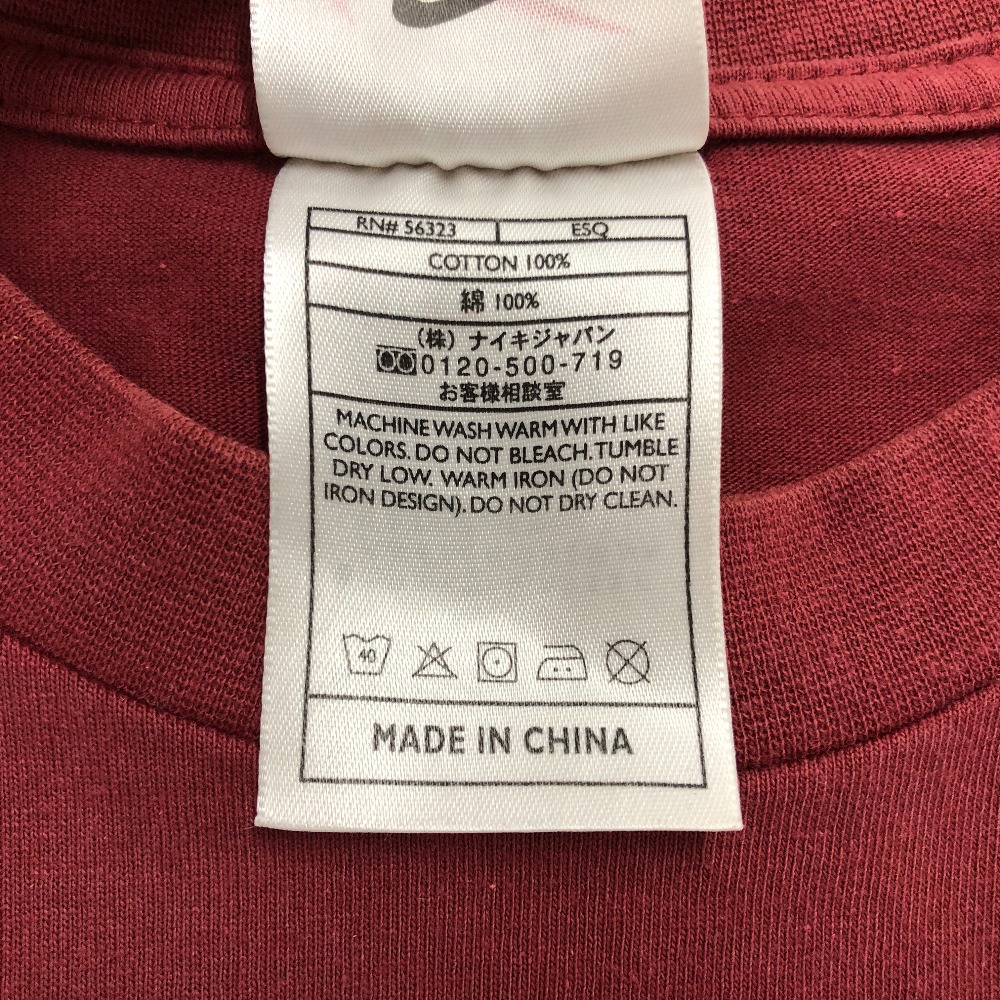 RN# 56323 ESQ
COTTON 100%
綿 100%
(株) ナイキジャパン
0120-500-719
お客様相談室
MACHINE WASH WARM WITH LIKE
COLORS. DO NOT BLEACH. TUMBLE
DRY LOW. WARM IRON (DO NOT
IRON DESIGN). DO NOT DRY CLEAN.
40
MADE IN CHINA